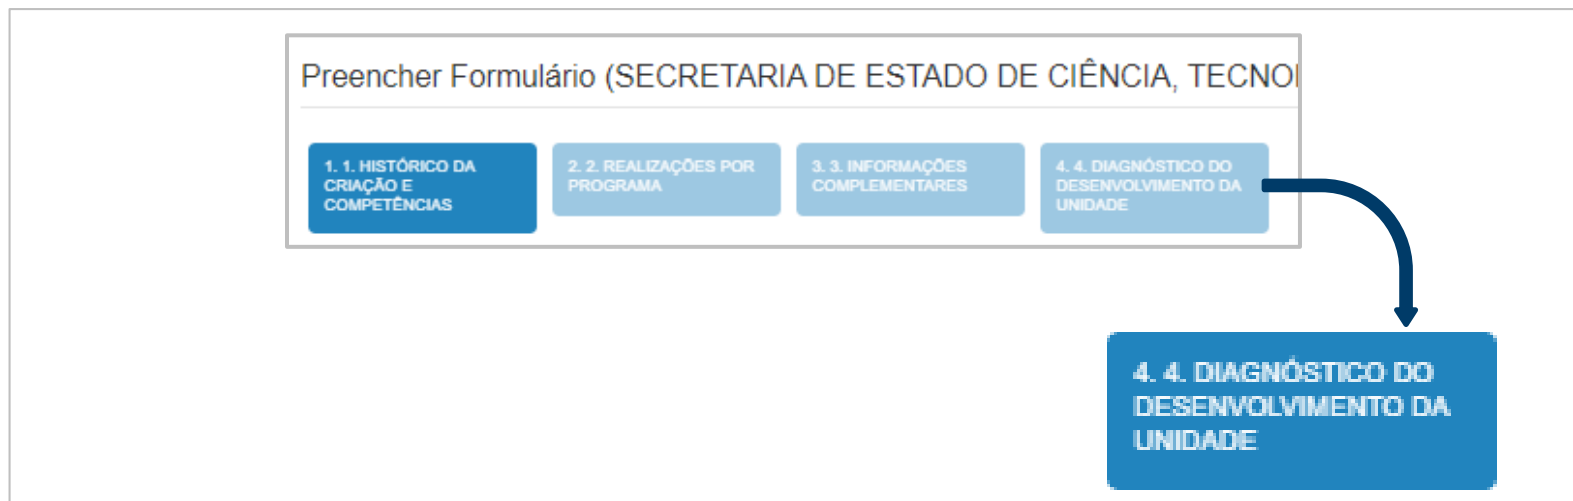 Preencher Formulário (SECRETARIA DE ESTADO DE CIÊNCIA, TECNOL
1. 1. HISTÓRICO DA
CRIAÇÃO E
COMPETÊNCIAS
2. 2. REALIZAÇÕES POR
PROGRAMA
3. 3. INFORMAÇÕES
COMPLEMENTARES
4. 4. DIAGNÓSTICO DO
DESENVOLVIMENTO DA
UNIDADE
4. 4. DIAGNÓSTICO DO
DESENVOLVIMENTO DA
UNIDADE